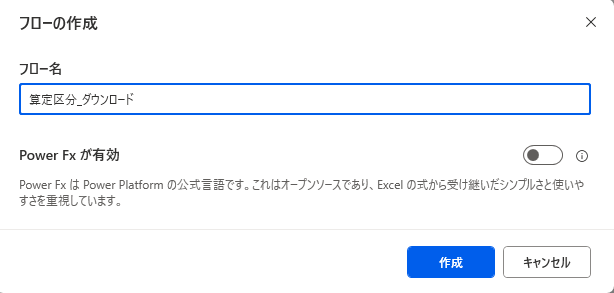 フローの作成
フロー名
算定区分_ダウンロード
Power Fx が有効
Power Fx は Power Platform の公式言語です。これはオープンソースであり、Excel の式から受け継いだシンプルさと使いや
すさを重視しています。
作成
キャンセル